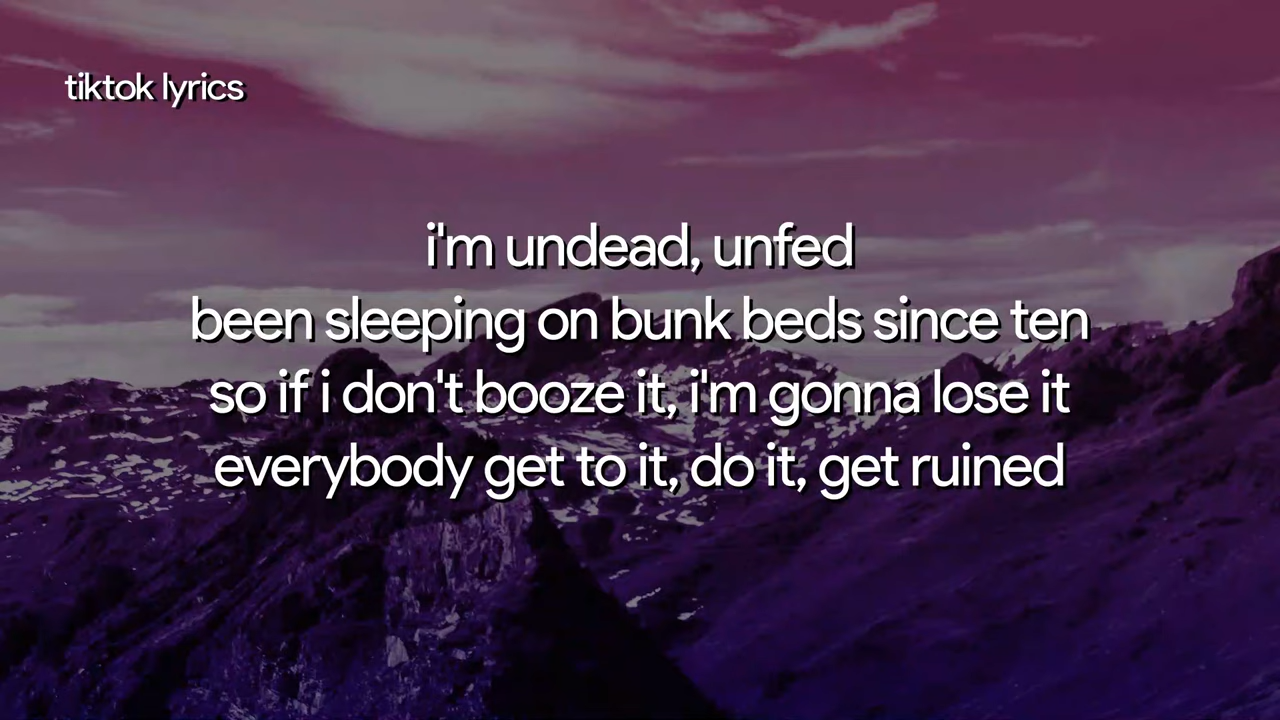 tiktok lyrics
i'm undead, unfed
been sleeping on bunk beds since ten
so if i don't booze it, i'm gonna lose it
everybody get to it, do it, get ruined